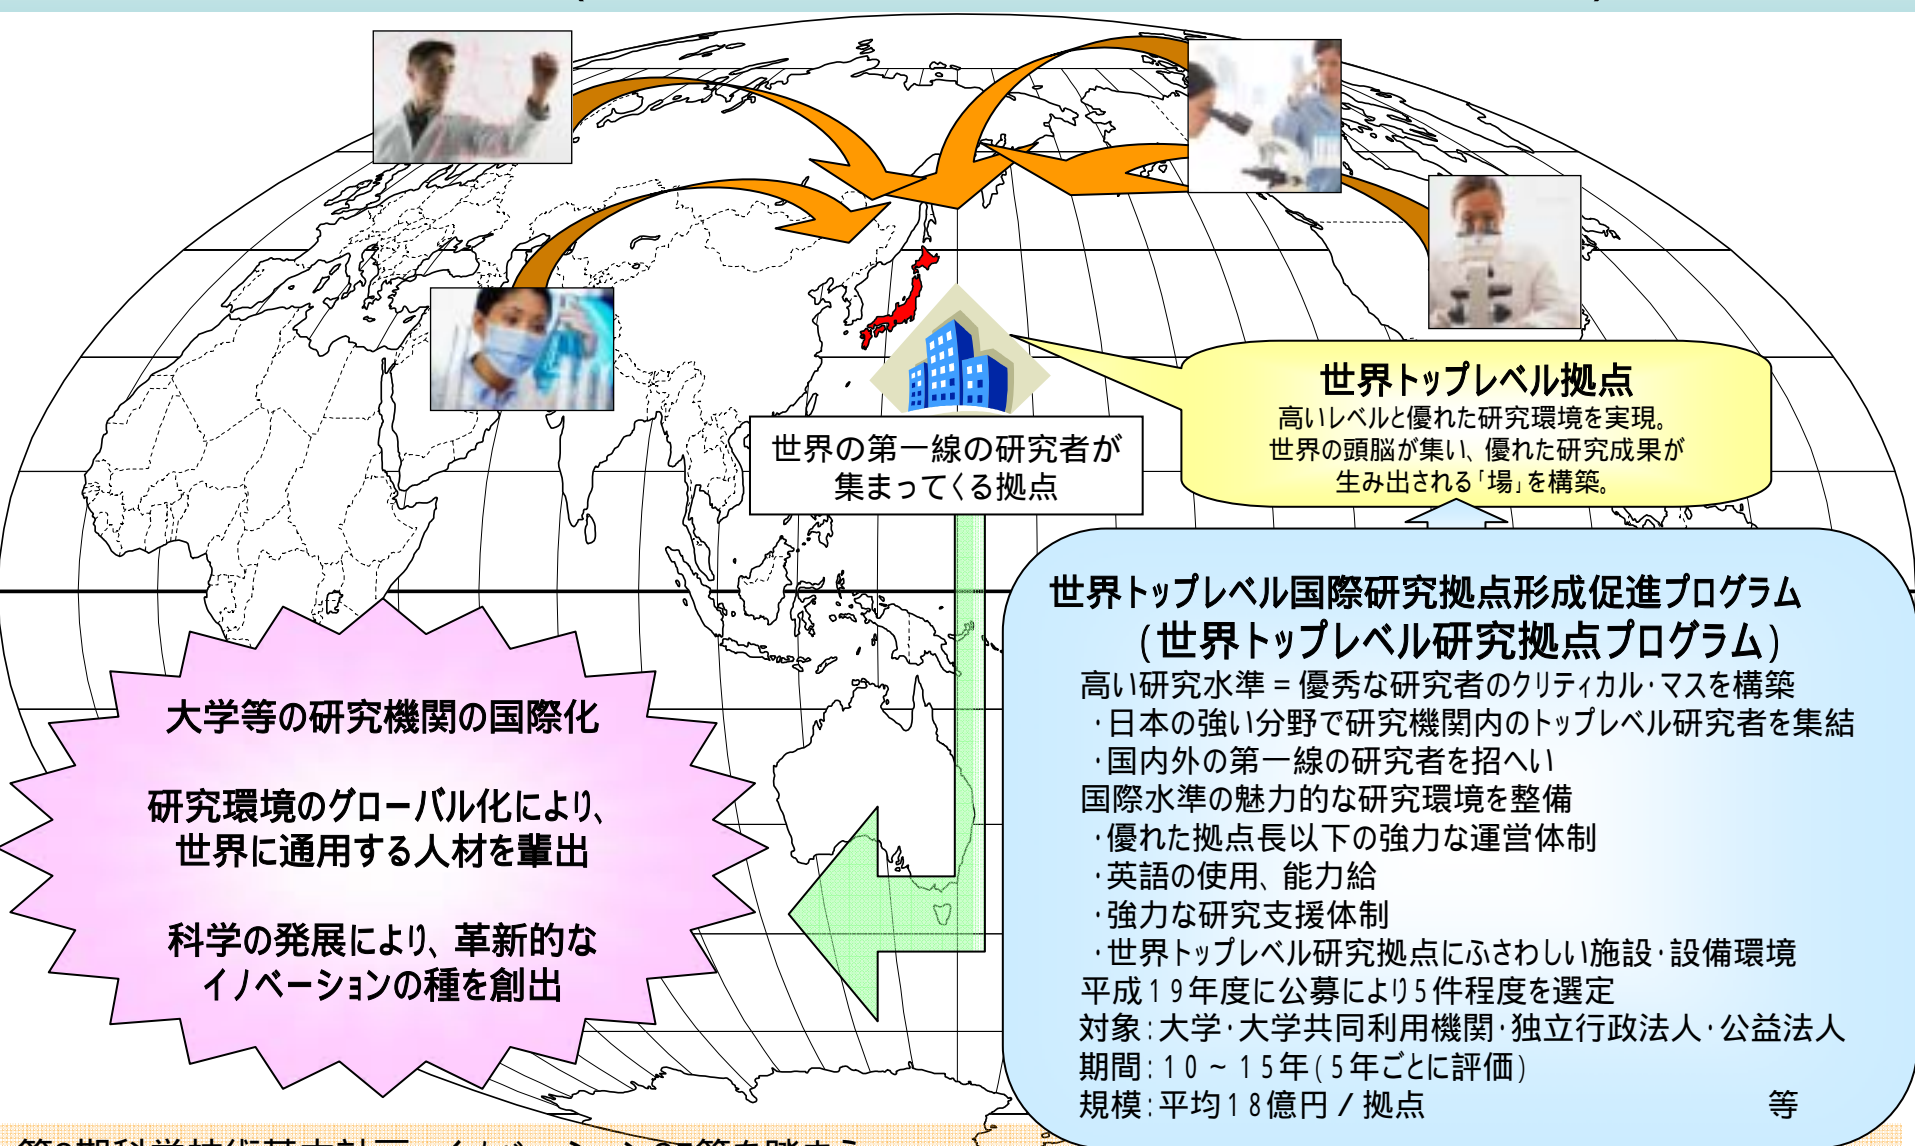 世界トップレベル拠点
高いレベルと優れた研究環境を実現。
世界の頭脳が集い、優れた研究成果が
生み出される「場」を構築。
世界の第一線の研究者が
集まってくる拠点
世界トップレベル国際研究拠点形成促進プログラム
(世界トップレベル研究拠点プログラム)
高い研究水準=優秀な研究者のクリティカル・マスを構築
・日本の強い分野で研究機関内のトップレベル研究者を集結
・国内外の第一線の研究者を招へい
国際水準の魅力的な研究環境を整備
・優れた拠点長以下の強力な運営体制
・英語の使用、能力給
・強力な研究支援体制
・世界トップレベル研究拠点にふさわしい施設・設備環境
平成19年度に公募により5件程度を選定
対象:大学・大学共同利用機関・独立行政法人・公益法人
期間:10~15年(5年ごとに評価)
規模:平均18億円/拠点 等
大学等の研究機関の国際化
研究環境のグローバル化により、
世界に通用する人材を輩出
科学の発展により、革新的な
イノベーションの種を創出